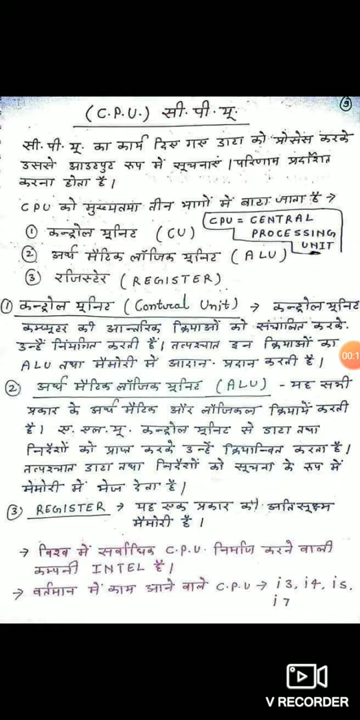 (C.P.U.) सी.पी.यू.
9
सी.पी.यू. का कार्य दिए गए डाटा को प्रोसेस करके
उससे आउटपुट रूप में सूचनाएं / परिणाम प्रदर्शित
करना होता है।
CPU को मुख्यतया तीन भागों में बाटा जाता है →
① कन्ट्रोल यूनिट (CU)
CPU = CENTRAL
PROCESSING
UNIT
② अर्थ मैटिक लॉजिक यूनिट (ALU)
③ रजिस्टर (REGISTER)
① कन्ट्रोल यूनिट (Contural Unit) → कन्ट्रोल यूनिट
कम्प्यूटर की आन्तरिक क्रियाओं को संचालित करके
उन्हें नियंत्रित करती है। तत्पश्चात इन क्रियाओं का
ALU तथा मैमोरी में आदान-प्रदान करती है।
② अर्थ मैटिक लॉजिक यूनिट (ALU) - यह सभी
प्रकार के अर्थ मैटिक और लॉजिकल क्रियायें करती
है। ए.एल.यू. कन्ट्रोल यूनिट से डाटा तथा
निर्देशों को प्राप्त करके उन्हें क्रियान्वित करता है।
तत्पश्चात डाटा तथा निर्देशों को सूचना के रूप में
मेमोरी में भेज देता है।
③ REGISTER → यह एक प्रकार की अतिसूक्ष्म
मैमोरी है।
→ विश्व में सर्वाधिक C.P.U. निर्माण करने वाली
कम्पनी INTEL है।
→ वर्तमान में काम आने वाले C.P.U → i3, i4, i5,
i7
00:1
V RECORDER